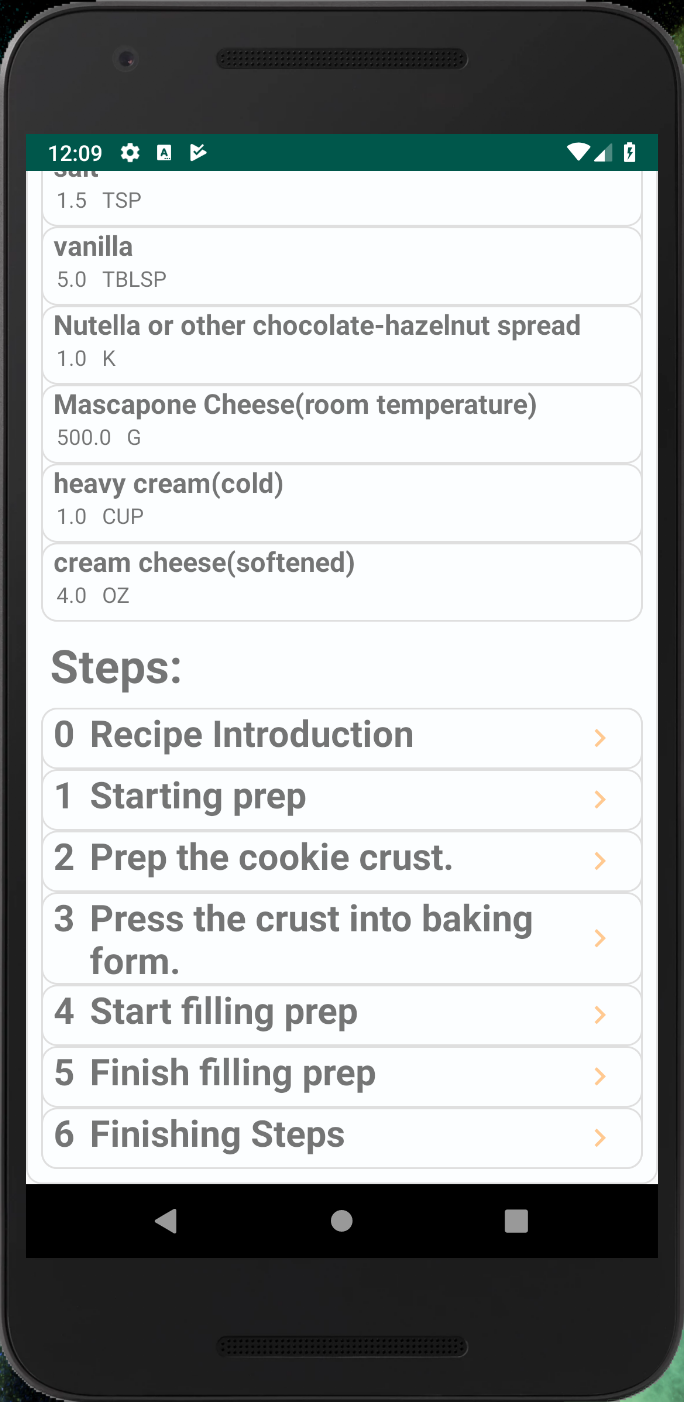 12:09
salt
1.5 TSP
vanilla
5.0 TBLSP
Nutella or other chocolate-hazelnut spread
1.0 K
Mascapone Cheese(room temperature)
500.0 G
heavy cream(cold)
1.0 CUP
cream cheese(softened)
4.0 OZ
Steps:
0 Recipe Introduction
1 Starting prep
2 Prep the cookie crust.
3 Press the crust into baking
form.
4 Start filling prep
5 Finish filling prep
6 Finishing Steps